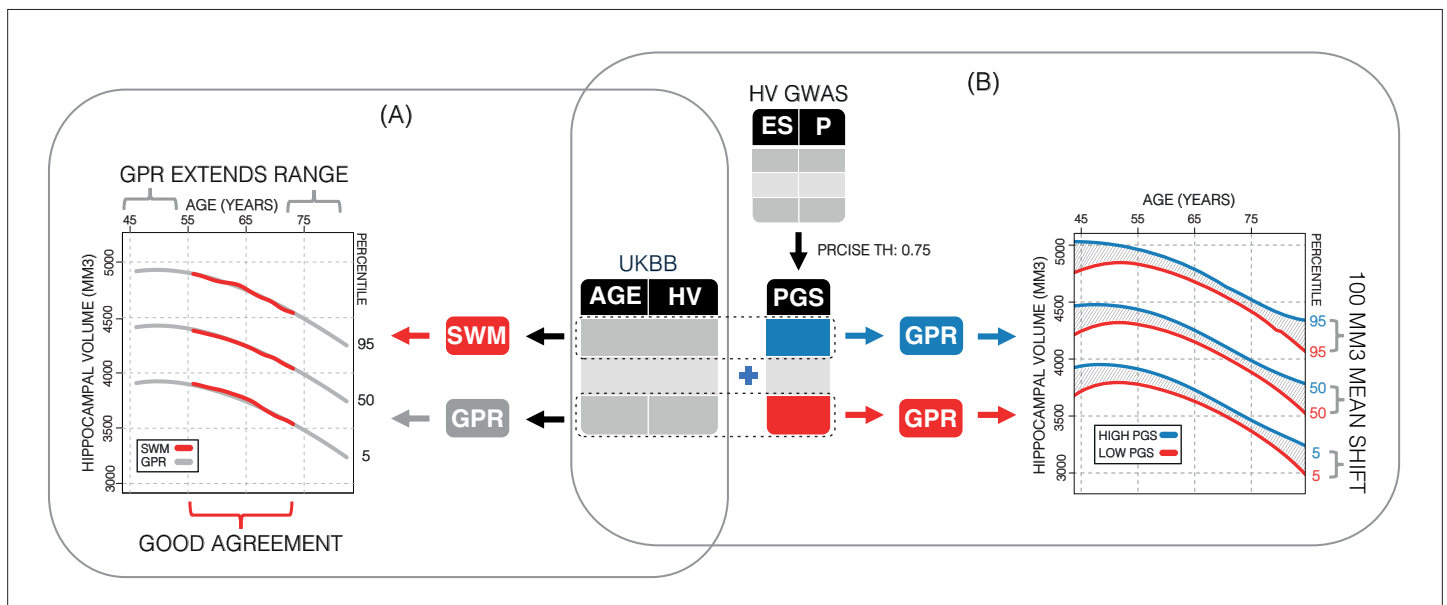 (A)
GPR EXTENDS RANGE
AGE (YEARS)
45 55 65 75
HIPPOCAMPAL VOLUME (MM3)
5000
4500
4000
3500
3000
PERCENTILE
95
50
5
SWM
GPR
GOOD AGREEMENT
SWM
GPR
UKBB
AGE HV
(B)
HV GWAS
ES P
PRCISE TH: 0.75
PGS
GPR
GPR
AGE (YEARS)
45 55 65 75
HIPPOCAMPAL VOLUME (MM3)
5000
4500
4000
3500
3000
PERCENTILE
95
95
50
50
5
5
HIGH PGS
LOW PGS
100 MM3 MEAN SHIFT